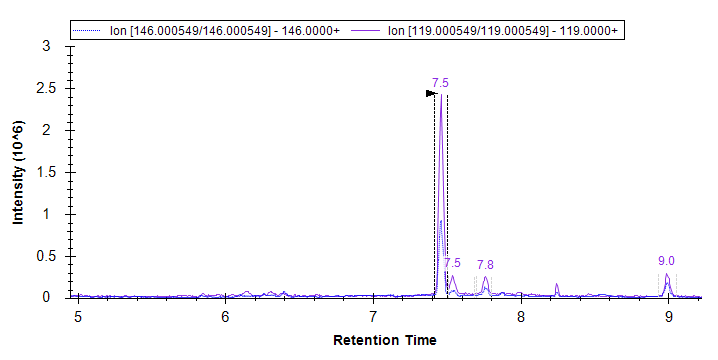 Ion [146.000549/146.000549] - 146.0000+ Ion [119.000549/119.000549] - 119.0000+
3
2.5
2
1.5
1
0.5
0
Intensity (10^6)
7.5
7.5
7.8
9.0
5 6 7 8 9
Retention Time